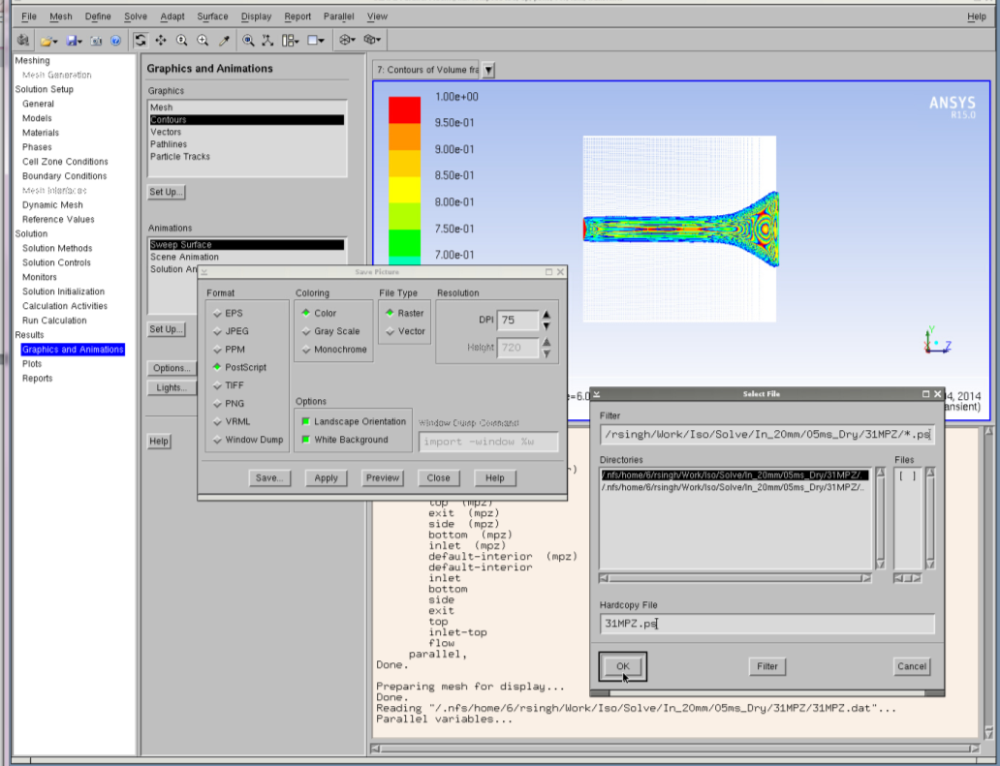 File Mesh Define Solve Adapt Surface Display Report Parallel View Help
Meshing
Mesh Generation
Solution Setup
General
Models
Materials
Phases
Cell Zone Conditions
Boundary Conditions
Mesh Interfaces
Dynamic Mesh
Reference Values
Solution
Solution Methods
Solution Controls
Monitors
Solution Initialization
Calculation Activities
Run Calculation
Results
Graphics and Animations
Plots
Reports
Graphics and Animations
Graphics
Mesh
Contours
Vectors
Pathlines
Particle Tracks
Set Up...
Animations
Sweep Surface
Scene Animation
Solution An
Set Up...
Options...
Lights...
Help
7: Contours of Volume fra
1.00e+00
9.50e-01
9.00e-01
8.50e-01
8.00e-01
7.50e-01
7.00e-01
ANSYS
R15.0
Y
X Z
e=6.0
04, 2014
ansient)
Save Picture
Format
EPS
JPEG
PPM
PostScript
TIFF
PNG
VRML
Window Dump
Coloring
Color
Gray Scale
Monochrome
File Type
Raster
Vector
Resolution
DPI 75
Height 720
Options
Landscape Orientation
White Background
Window Dump Command
import -window %w
Save... Apply Preview Close Help
Select File
Filter
/rsingh/Work/Iso/Solve/In_20mm/05ms_Dry/31MPZ/*.ps
Directories
/.nfs/home/6/rsingh/Work/Iso/Solve/In_20mm/05ms_Dry/31MPZ/.
/.nfs/home/6/rsingh/Work/Iso/Solve/In_20mm/05ms_Dry/31MPZ/..
Files
[ ]
Hardcopy File
31MPZ.ps
OK Filter Cancel
)
top (mpz)
exit (mpz)
side (mpz)
bottom (mpz)
inlet (mpz)
default-interior (mpz)
default-interior
inlet
bottom
side
exit
top
inlet-top
flow
parallel,
Done.
Preparing mesh for display...
Done.
Reading "/.nfs/home/6/rsingh/Work/Iso/Solve/In_20mm/05ms_Dry/31MPZ/31MPZ.dat"...
Parallel variables...